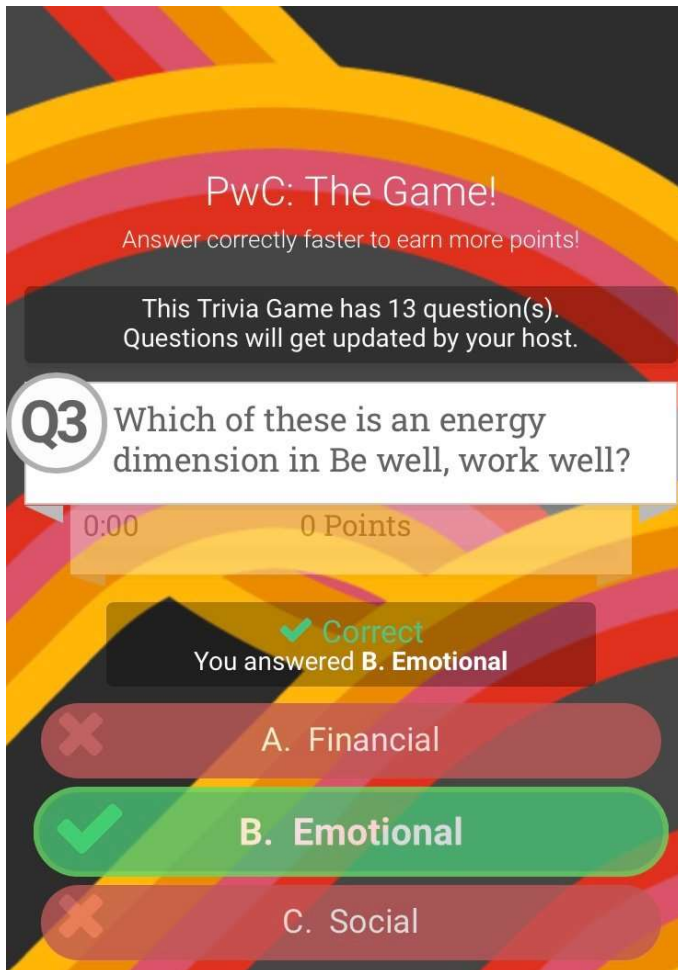 PwC: The Game!
Answer correctly faster to earn more points!
This Trivia Game has 13 question(s).
Questions will get updated by your host.
Q3
Which of these is an energy
dimension in Be well, work well?
0:00 0 Points
Correct
You answered B. Emotional
A. Financial
B. Emotional
C. Social